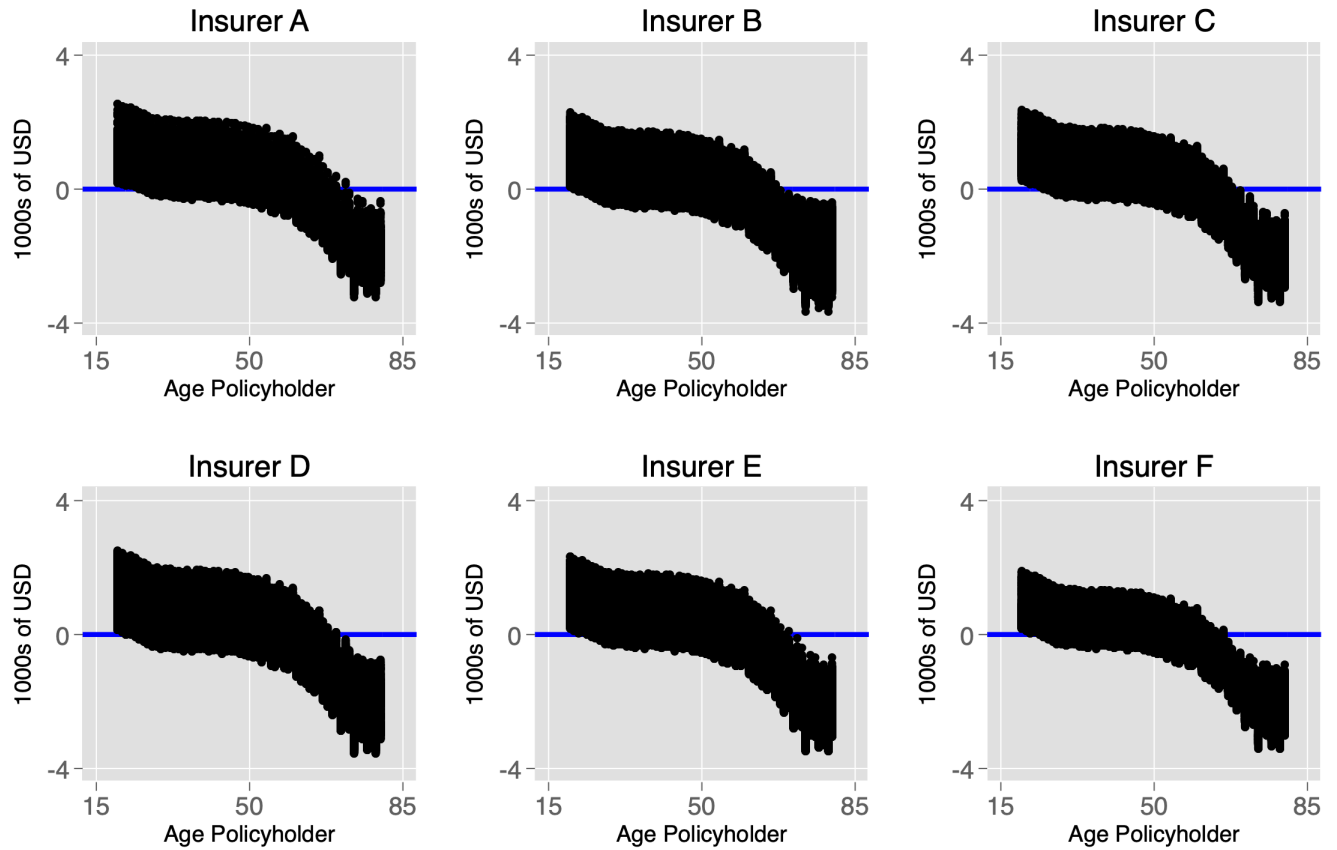 Insurer A
4
0
-4
1000s of USD
15 50 85
Age Policyholder
Insurer B
4
0
-4
1000s of USD
15 50 85
Age Policyholder
Insurer C
4
0
-4
1000s of USD
15 50 85
Age Policyholder
Insurer D
4
0
-4
1000s of USD
15 50 85
Age Policyholder
Insurer E
4
0
-4
1000s of USD
15 50 85
Age Policyholder
Insurer F
4
0
-4
1000s of USD
15 50 85
Age Policyholder